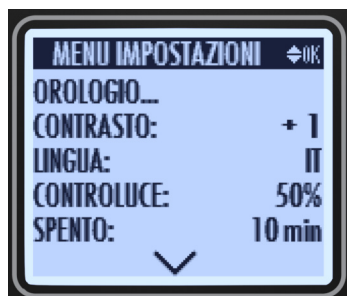 MENU IMPOSTAZIONI OK
OROLOGIO...
CONTRASTO: + 1
LINGUA: IT
CONTROLUCE: 50%
SPENTO: 10 min